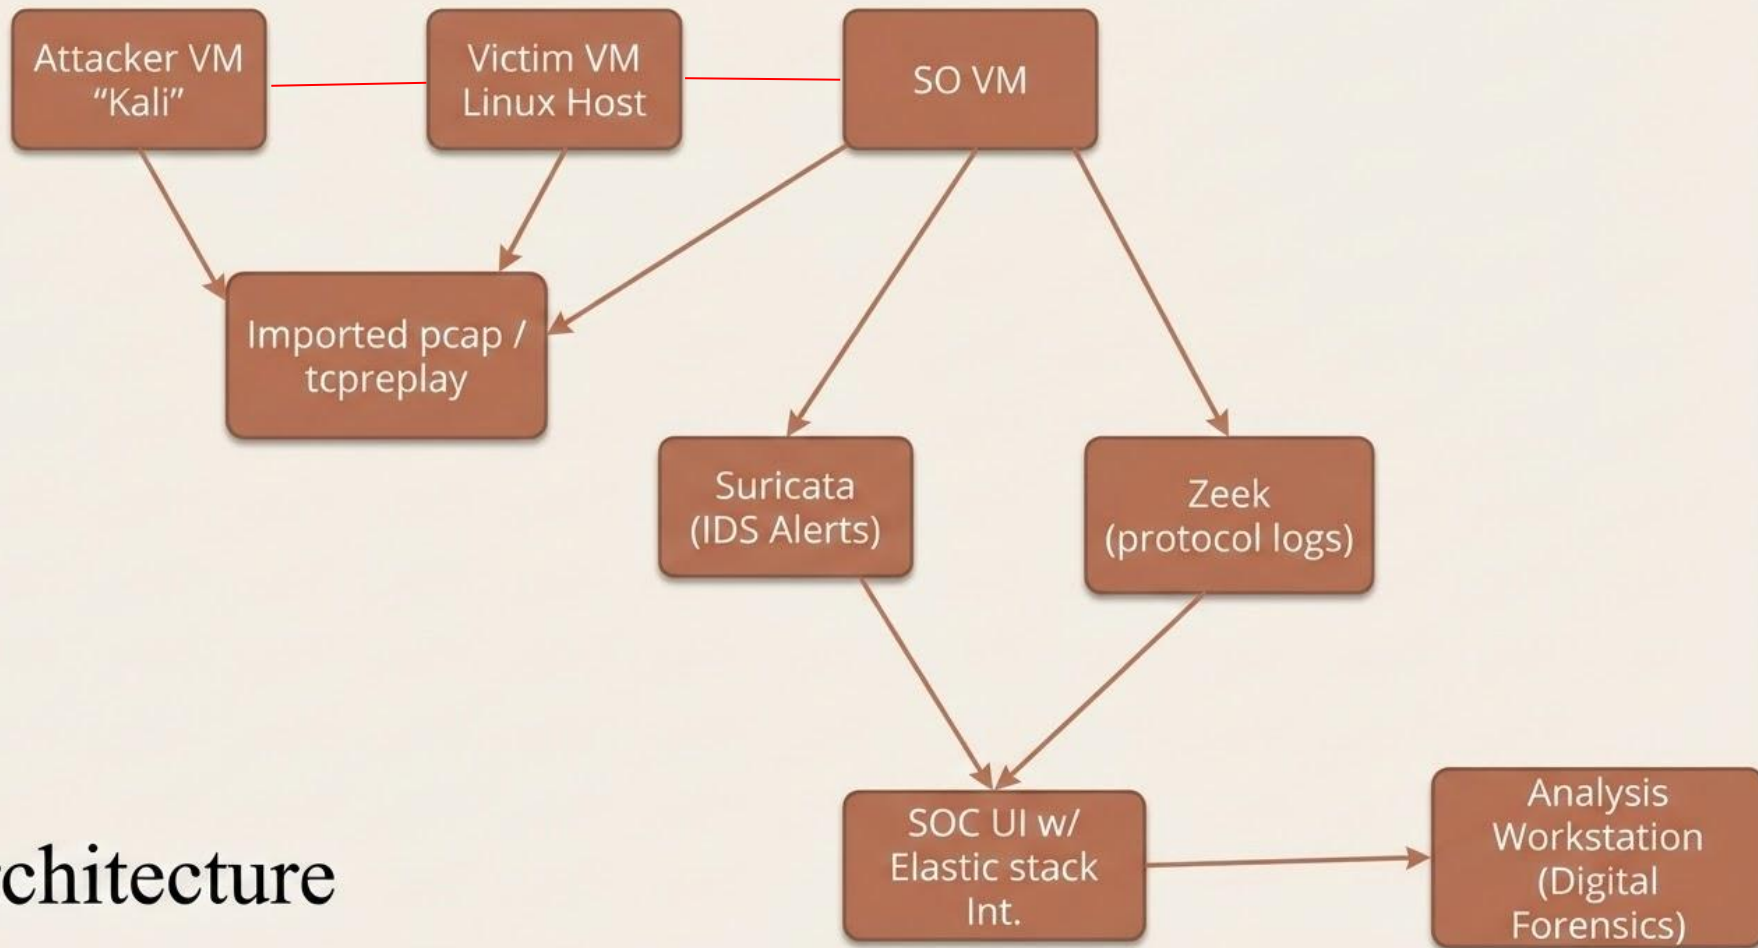 Attacker VM
“Kali”
Victim VM
Linux Host
SO VM
Imported pcap /
tcpreplay
Suricata
(IDS Alerts)
Zeek
(protocol logs)
SOC UI w/
Elastic stack
Int.
Analysis
Workstation
(Digital
Forensics)
rchitecture